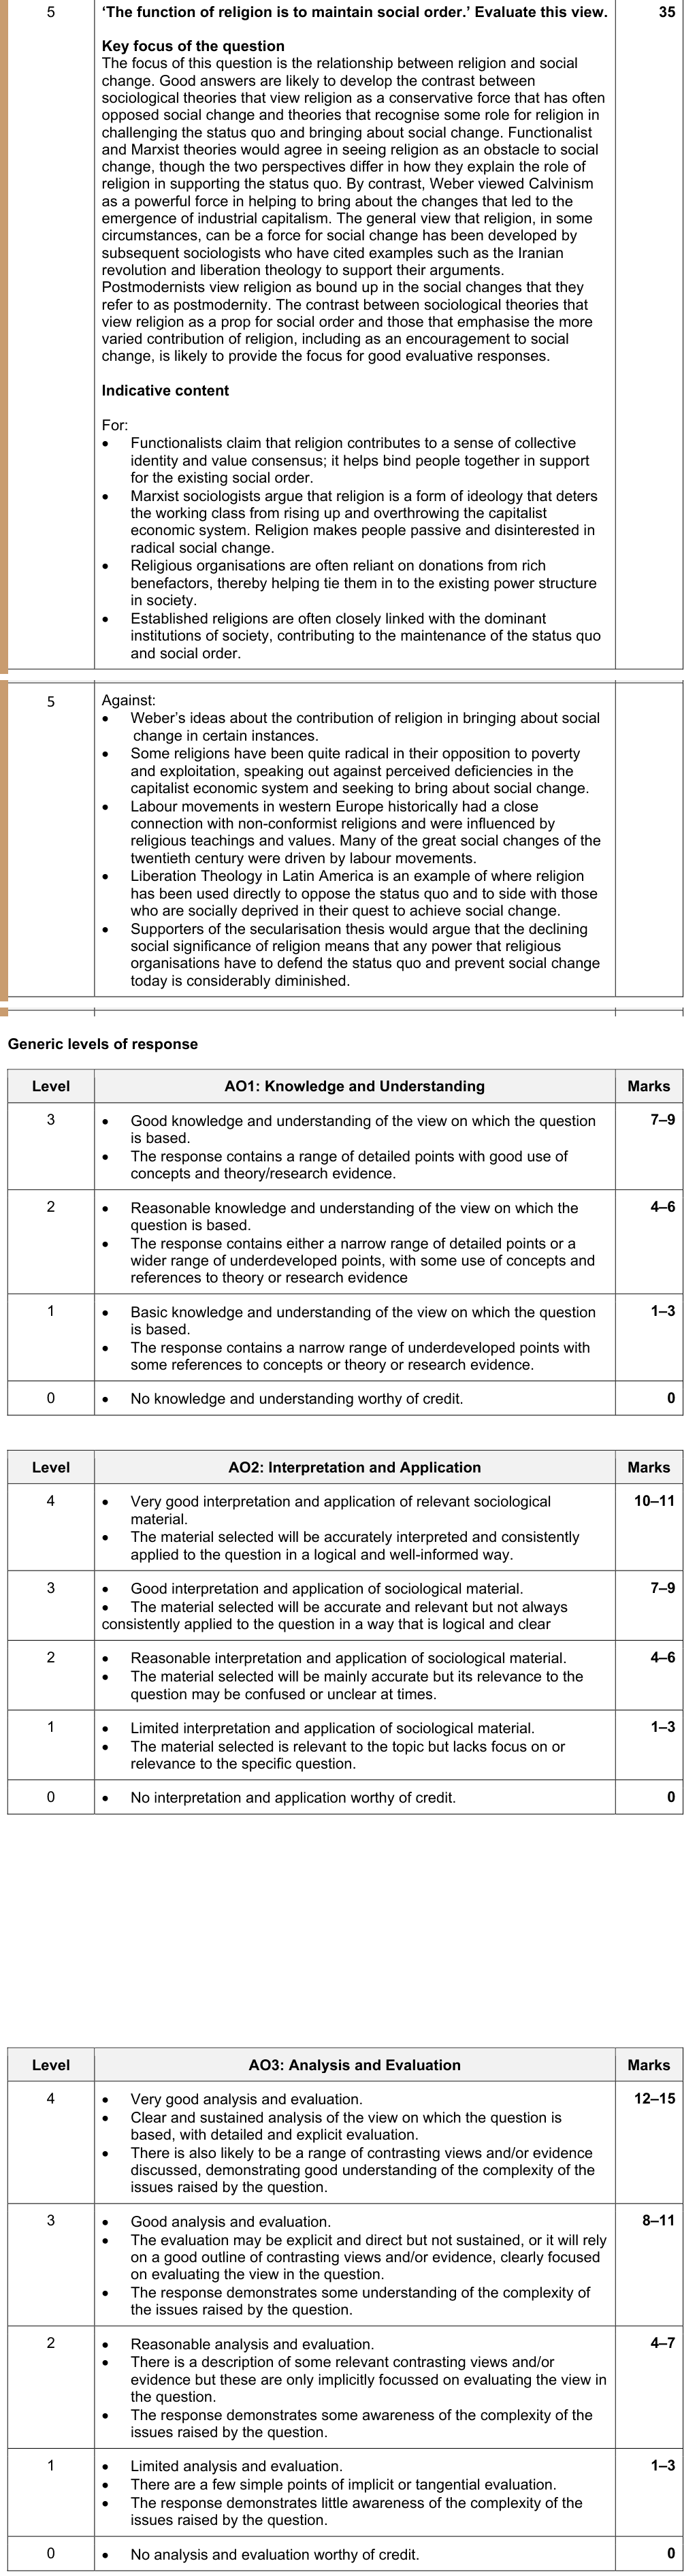 5 ‘The function of religion is to maintain social order.’ Evaluate this view. 35
Key focus of the question
The focus of this question is the relationship between religion and social
change. Good answers are likely to develop the contrast between
sociological theories that view religion as a conservative force that has often
opposed social change and theories that recognise some role for religion in
challenging the status quo and bringing about social change. Functionalist
and Marxist theories would agree in seeing religion as an obstacle to social
change, though the two perspectives differ in how they explain the role of
religion in supporting the status quo. By contrast, Weber viewed Calvinism
as a powerful force in helping to bring about the changes that led to the
emergence of industrial capitalism. The general view that religion, in some
circumstances, can be a force for social change has been developed by
subsequent sociologists who have cited examples such as the Iranian
revolution and liberation theology to support their arguments.
Postmodernists view religion as bound up in the social changes that they
refer to as postmodernity. The contrast between sociological theories that
view religion as a prop for social order and those that emphasise the more
varied contribution of religion, including as an encouragement to social
change, is likely to provide the focus for good evaluative responses.
Indicative content
For:
• Functionalists claim that religion contributes to a sense of collective
identity and value consensus; it helps bind people together in support
for the existing social order.
• Marxist sociologists argue that religion is a form of ideology that deters
the working class from rising up and overthrowing the capitalist
economic system. Religion makes people passive and disinterested in
radical social change.
• Religious organisations are often reliant on donations from rich
benefactors, thereby helping tie them in to the existing power structure
in society.
• Established religions are often closely linked with the dominant
institutions of society, contributing to the maintenance of the status quo
and social order.
5 Against:
• Weber’s ideas about the contribution of religion in bringing about social
change in certain instances.
• Some religions have been quite radical in their opposition to poverty
and exploitation, speaking out against perceived deficiencies in the
capitalist economic system and seeking to bring about social change.
• Labour movements in western Europe historically had a close
connection with non-conformist religions and were influenced by
religious teachings and values. Many of the great social changes of the
twentieth century were driven by labour movements.
• Liberation Theology in Latin America is an example of where religion
has been used directly to oppose the status quo and to side with those
who are socially deprived in their quest to achieve social change.
• Supporters of the secularisation thesis would argue that the declining
social significance of religion means that any power that religious
organisations have to defend the status quo and prevent social change
today is considerably diminished.
Generic levels of response
Level AO1: Knowledge and Understanding Marks
3 • Good knowledge and understanding of the view on which the question 7–9
is based.
• The response contains a range of detailed points with good use of
concepts and theory/research evidence.
2 • Reasonable knowledge and understanding of the view on which the 4–6
question is based.
• The response contains either a narrow range of detailed points or a
wider range of underdeveloped points, with some use of concepts and
references to theory or research evidence
1 • Basic knowledge and understanding of the view on which the question 1–3
is based.
• The response contains a narrow range of underdeveloped points with
some references to concepts or theory or research evidence.
0 • No knowledge and understanding worthy of credit. 0
Level AO2: Interpretation and Application Marks
4 • Very good interpretation and application of relevant sociological 10–11
material.
• The material selected will be accurately interpreted and consistently
applied to the question in a logical and well-informed way.
3 • Good interpretation and application of sociological material. 7–9
• The material selected will be accurate and relevant but not always
consistently applied to the question in a way that is logical and clear
2 • Reasonable interpretation and application of sociological material. 4–6
• The material selected will be mainly accurate but its relevance to the
question may be confused or unclear at times.
1 • Limited interpretation and application of sociological material. 1–3
• The material selected is relevant to the topic but lacks focus on or
relevance to the specific question.
0 • No interpretation and application worthy of credit. 0
Level AO3: Analysis and Evaluation Marks
4 • Very good analysis and evaluation. 12–15
• Clear and sustained analysis of the view on which the question is
based, with detailed and explicit evaluation.
• There is also likely to be a range of contrasting views and/or evidence
discussed, demonstrating good understanding of the complexity of the
issues raised by the question.
3 • Good analysis and evaluation. 8–11
• The evaluation may be explicit and direct but not sustained, or it will rely
on a good outline of contrasting views and/or evidence, clearly focused
on evaluating the view in the question.
• The response demonstrates some understanding of the complexity of
the issues raised by the question.
2 • Reasonable analysis and evaluation. 4–7
• There is a description of some relevant contrasting views and/or
evidence but these are only implicitly focussed on evaluating the view in
the question.
• The response demonstrates some awareness of the complexity of the
issues raised by the question.
1 • Limited analysis and evaluation. 1–3
• There are a few simple points of implicit or tangential evaluation.
• The response demonstrates little awareness of the complexity of the
issues raised by the question.
0 • No analysis and evaluation worthy of credit. 0